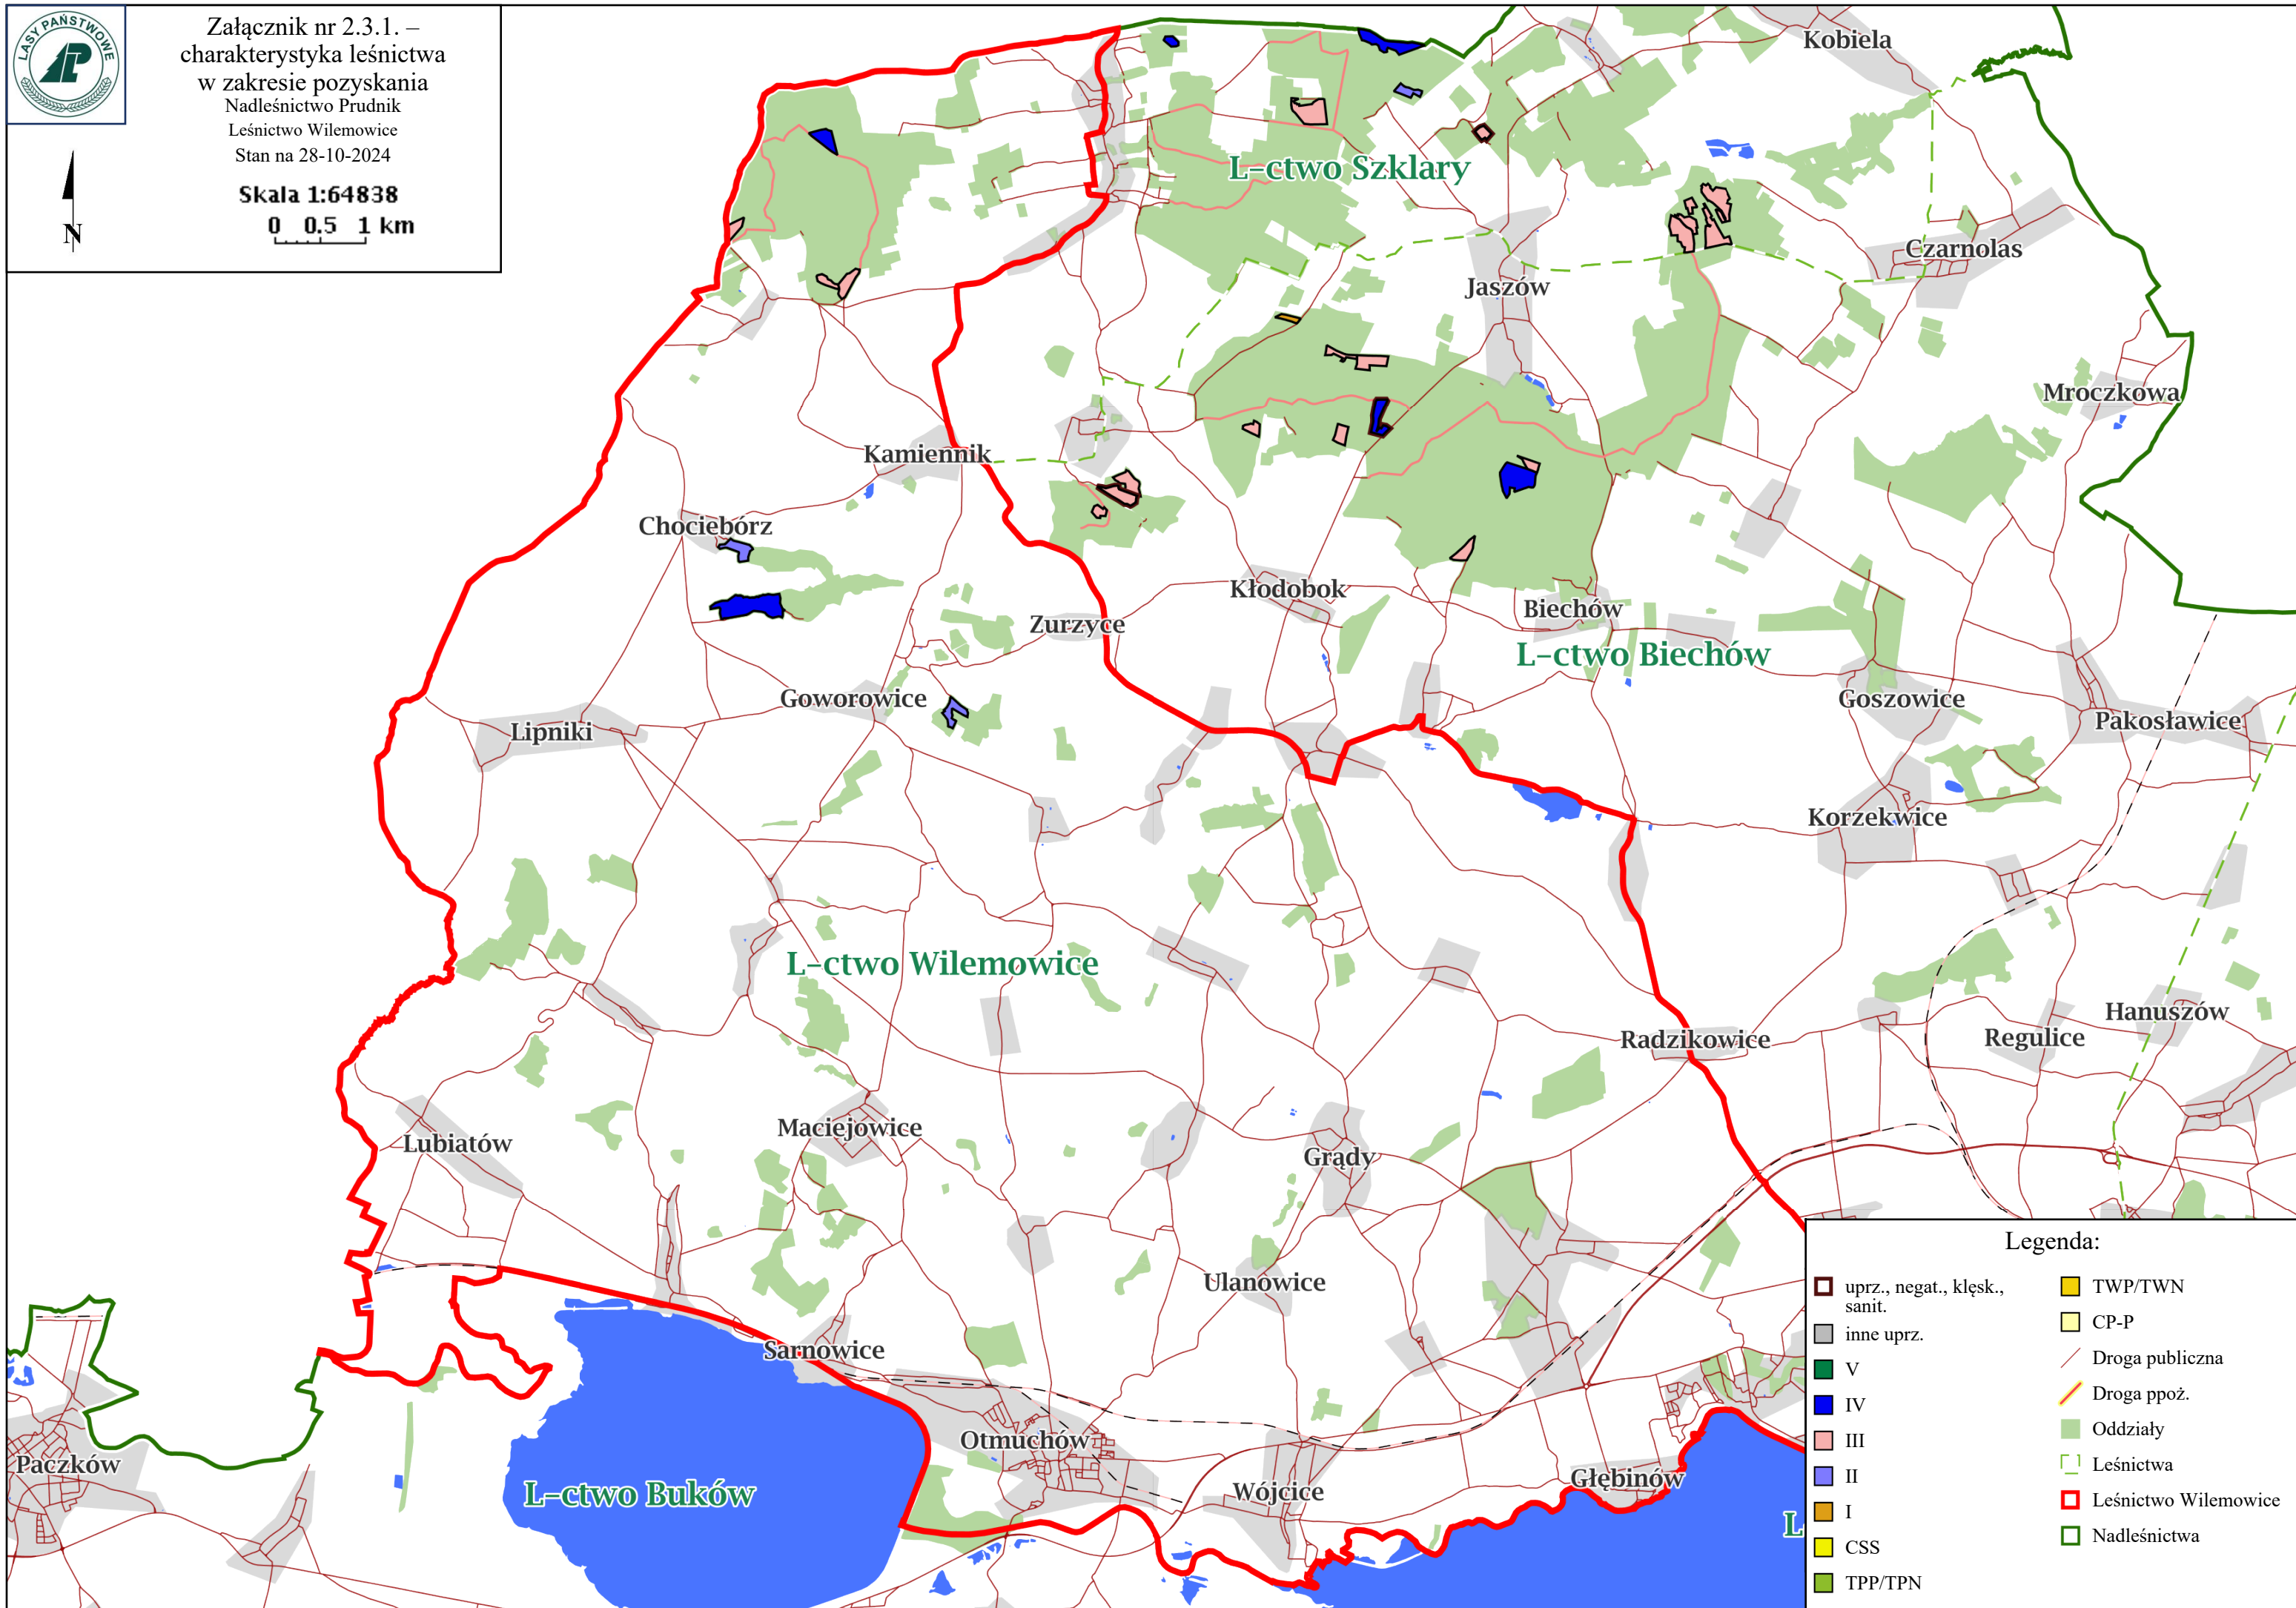 LASY PAŃSTWOWE
Załącznik nr 2.3.1. –
charakterystyka leśnictwa
w zakresie pozyskania
Nadleśnictwo Prudnik
Leśnictwo Wilemowice
Stan na 28-10-2024
Skala 1:64838
0 0.5 1 km
N
Kobiela
L-ctwo Szklary
Czarnolas
Jaszów
Mroczkowa
Kamiennik
Chociebórz
Kłodobok
Biechów
Zurzyce
L-ctwo Biechów
Goworowice
Goszowice
Lipniki
Pakosławice
Korzekwice
L-ctwo Wilemowice
Hanuszów
Radzikowice
Regulice
Maciejowice
Lubiatów
Grądy
Ulanowice
Sarnowice
Otmuchów
Paczków
Głębinów
Wójcice
L-ctwo Buków
L
Legenda:
uprz., negat., klęsk.,
sanit.
inne uprz.
V
IV
III
II
I
CSS
TPP/TPN
TWP/TWN
CP-P
Droga publiczna
Droga ppoż.
Oddziały
Leśnictwa
Leśnictwo Wilemowice
Nadleśnictwa